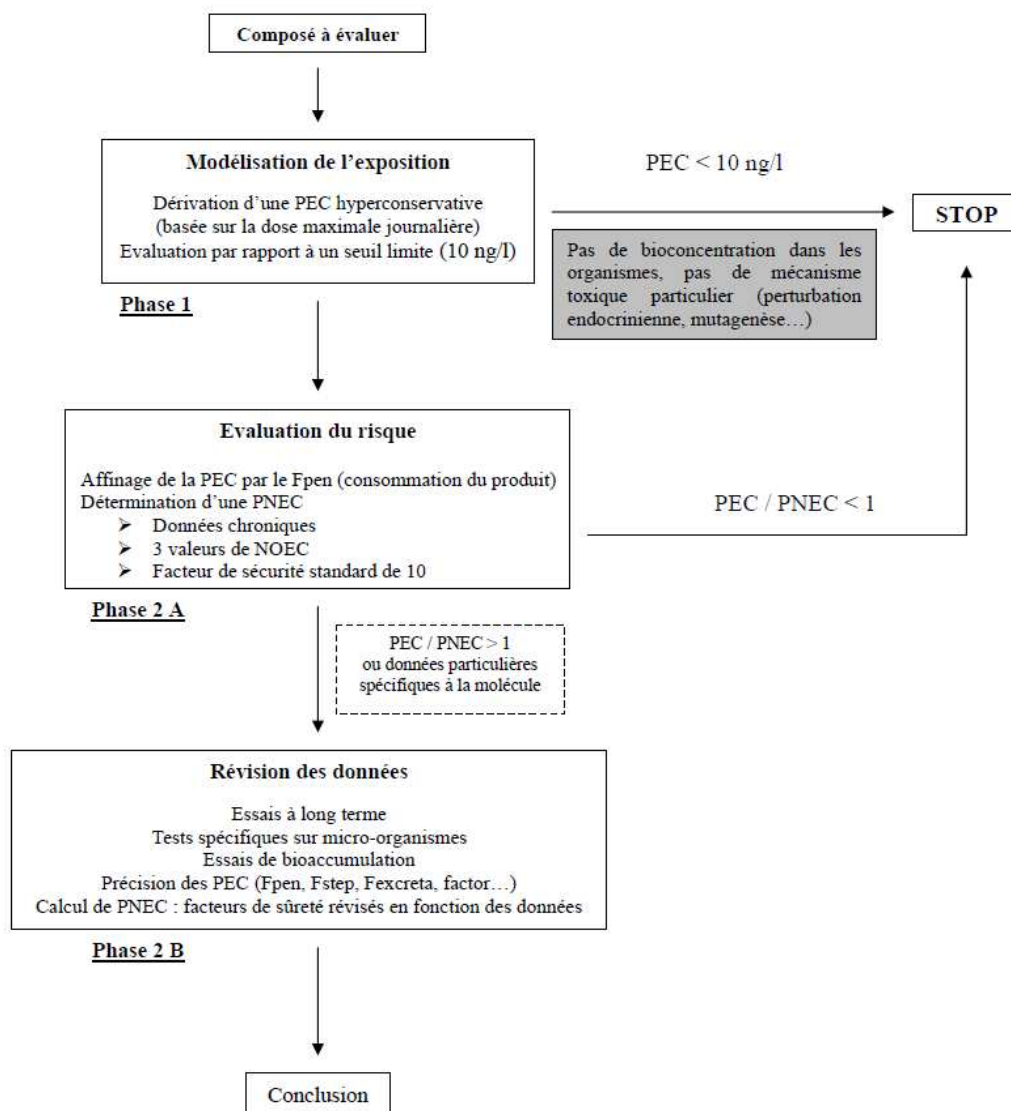 Composé à évaluer
Modélisation de l’exposition
Dérivation d’une PEC hyperconservative
(basée sur la dose maximale journalière)
Evaluation par rapport à un seuil limite (10 ng/l)
Phase 1
PEC < 10 ng/l
STOP
Pas de bioconcentration dans les
organismes, pas de mécanisme
toxique particulier (perturbation
endocrinienne, mutagenèse…)
Evaluation du risque
Affinage de la PEC par le Fpen (consommation du produit)
Détermination d’une PNEC
➢ Données chroniques
➢ 3 valeurs de NOEC
➢ Facteur de sécurité standard de 10
Phase 2 A
PEC / PNEC < 1
PEC / PNEC > 1
ou données particulières
spécifiques à la molécule
Révision des données
Essais à long terme
Tests spécifiques sur micro-organismes
Essais de bioaccumulation
Précision des PEC (Fpen, Fstep, Fexcreta, factor…)
Calcul de PNEC : facteurs de sûreté révisés en fonction des données
Phase 2 B
Conclusion